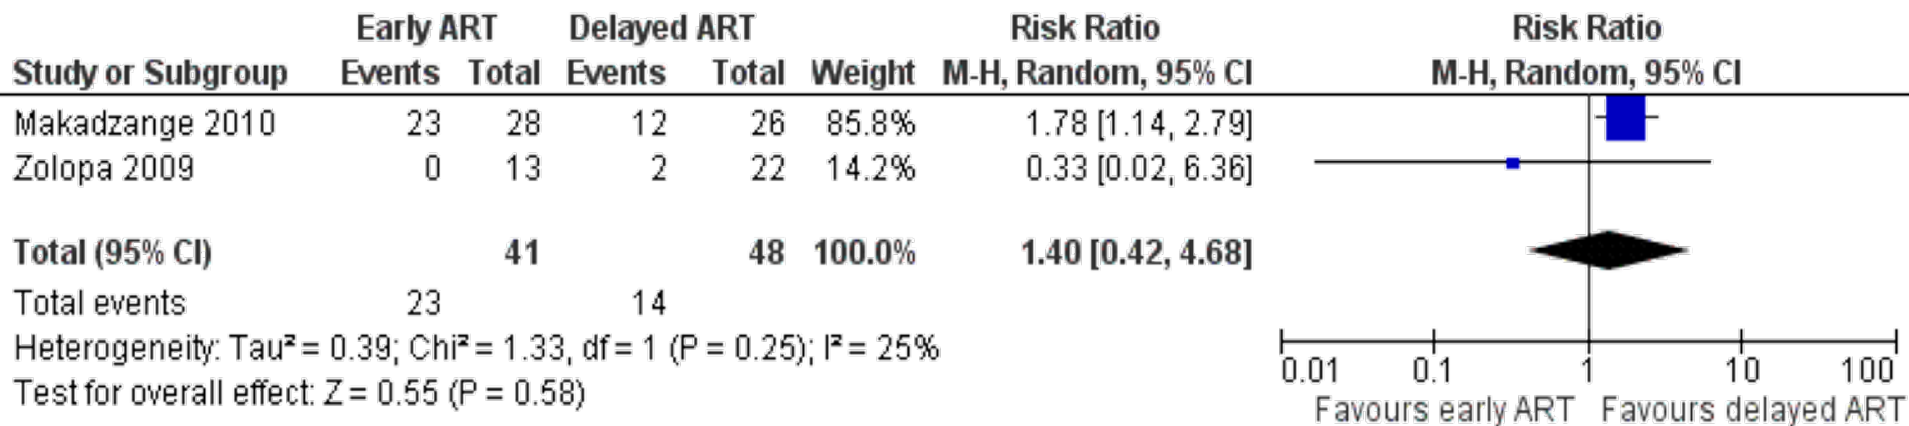 Early ART Delayed ART Risk Ratio Risk Ratio
Study or Subgroup Events Total Events Total Weight M-H, Random, 95% CI M-H, Random, 95% CI
Makadzange 2010 23 28 12 26 85.8% 1.78 [1.14, 2.79]
Zolopa 2009 0 13 2 22 14.2% 0.33 [0.02, 6.36]
Total (95% CI) 41 48 100.0% 1.40 [0.42, 4.68]
Total events 23 14
Heterogeneity: Tau² = 0.39; Chi² = 1.33, df = 1 (P = 0.25); I² = 25%
Test for overall effect: Z = 0.55 (P = 0.58)
0.01 0.1 1 10 100
Favours early ART Favours delayed ART